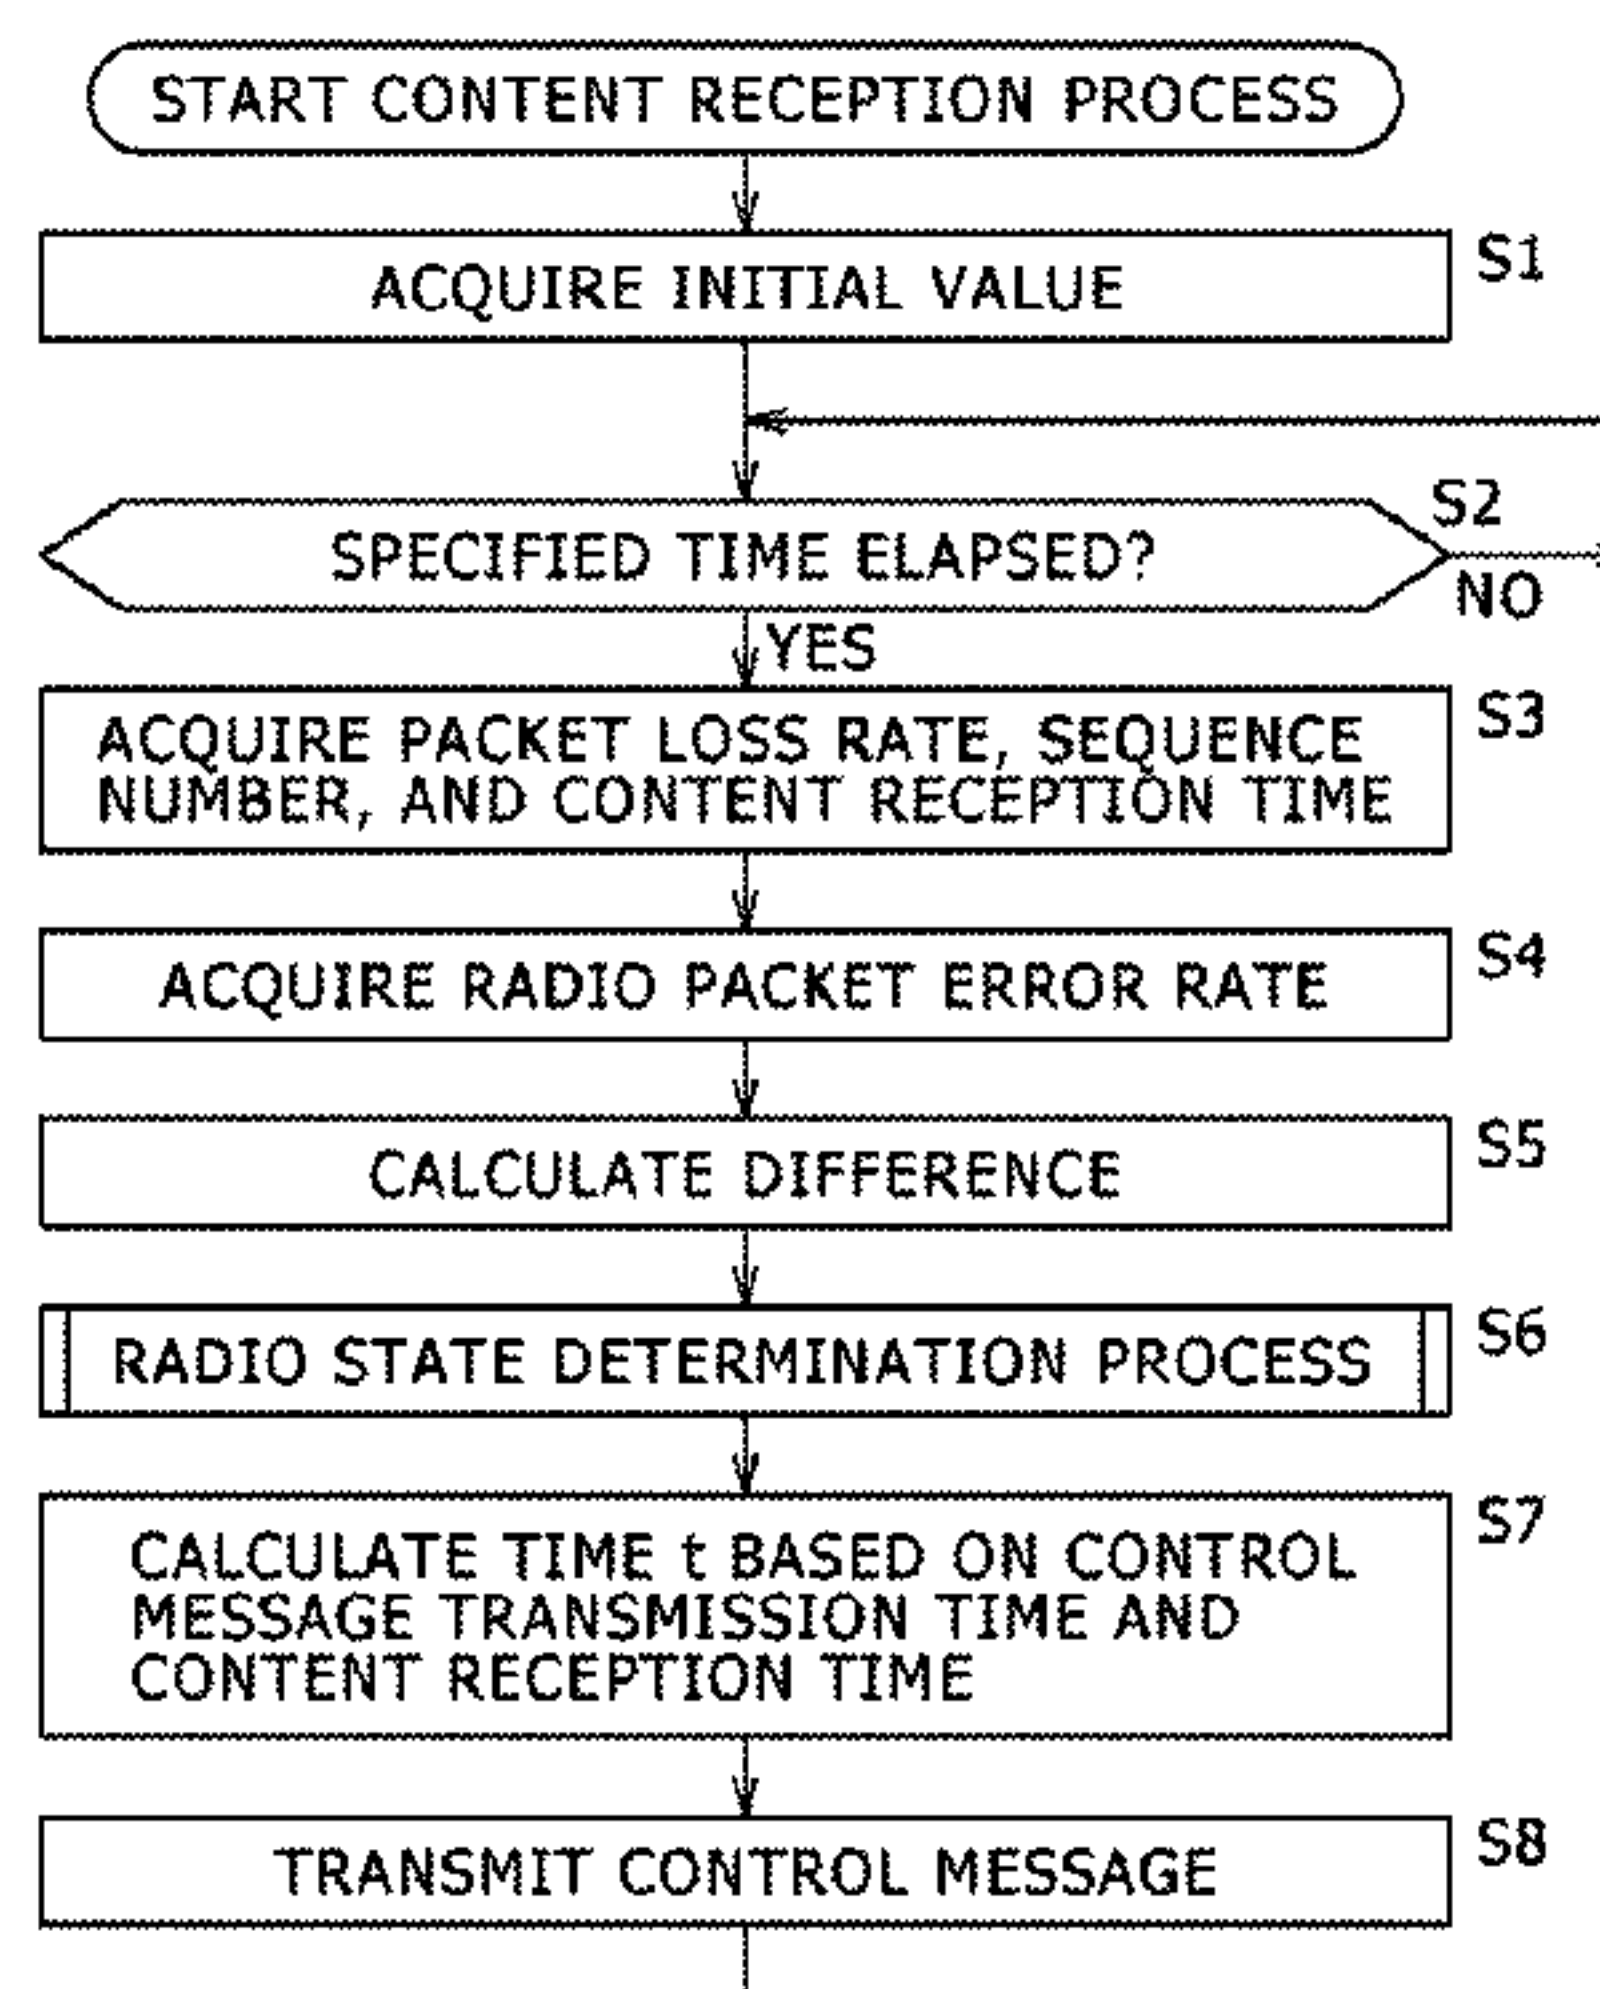 START CONTENT RECEPTION PROCESS
S1
ACQUIRE INITIAL VALUE
S2
SPECIFIED TIME ELAPSED?
NO
YES
S3
ACQUIRE PACKET LOSS RATE, SEQUENCE
NUMBER, AND CONTENT RECEPTION TIME
S4
ACQUIRE RADIO PACKET ERROR RATE
S5
CALCULATE DIFFERENCE
S6
RADIO STATE DETERMINATION PROCESS
S7
CALCULATE TIME t BASED ON CONTROL
MESSAGE TRANSMISSION TIME AND
CONTENT RECEPTION TIME
S8
TRANSMIT CONTROL MESSAGE